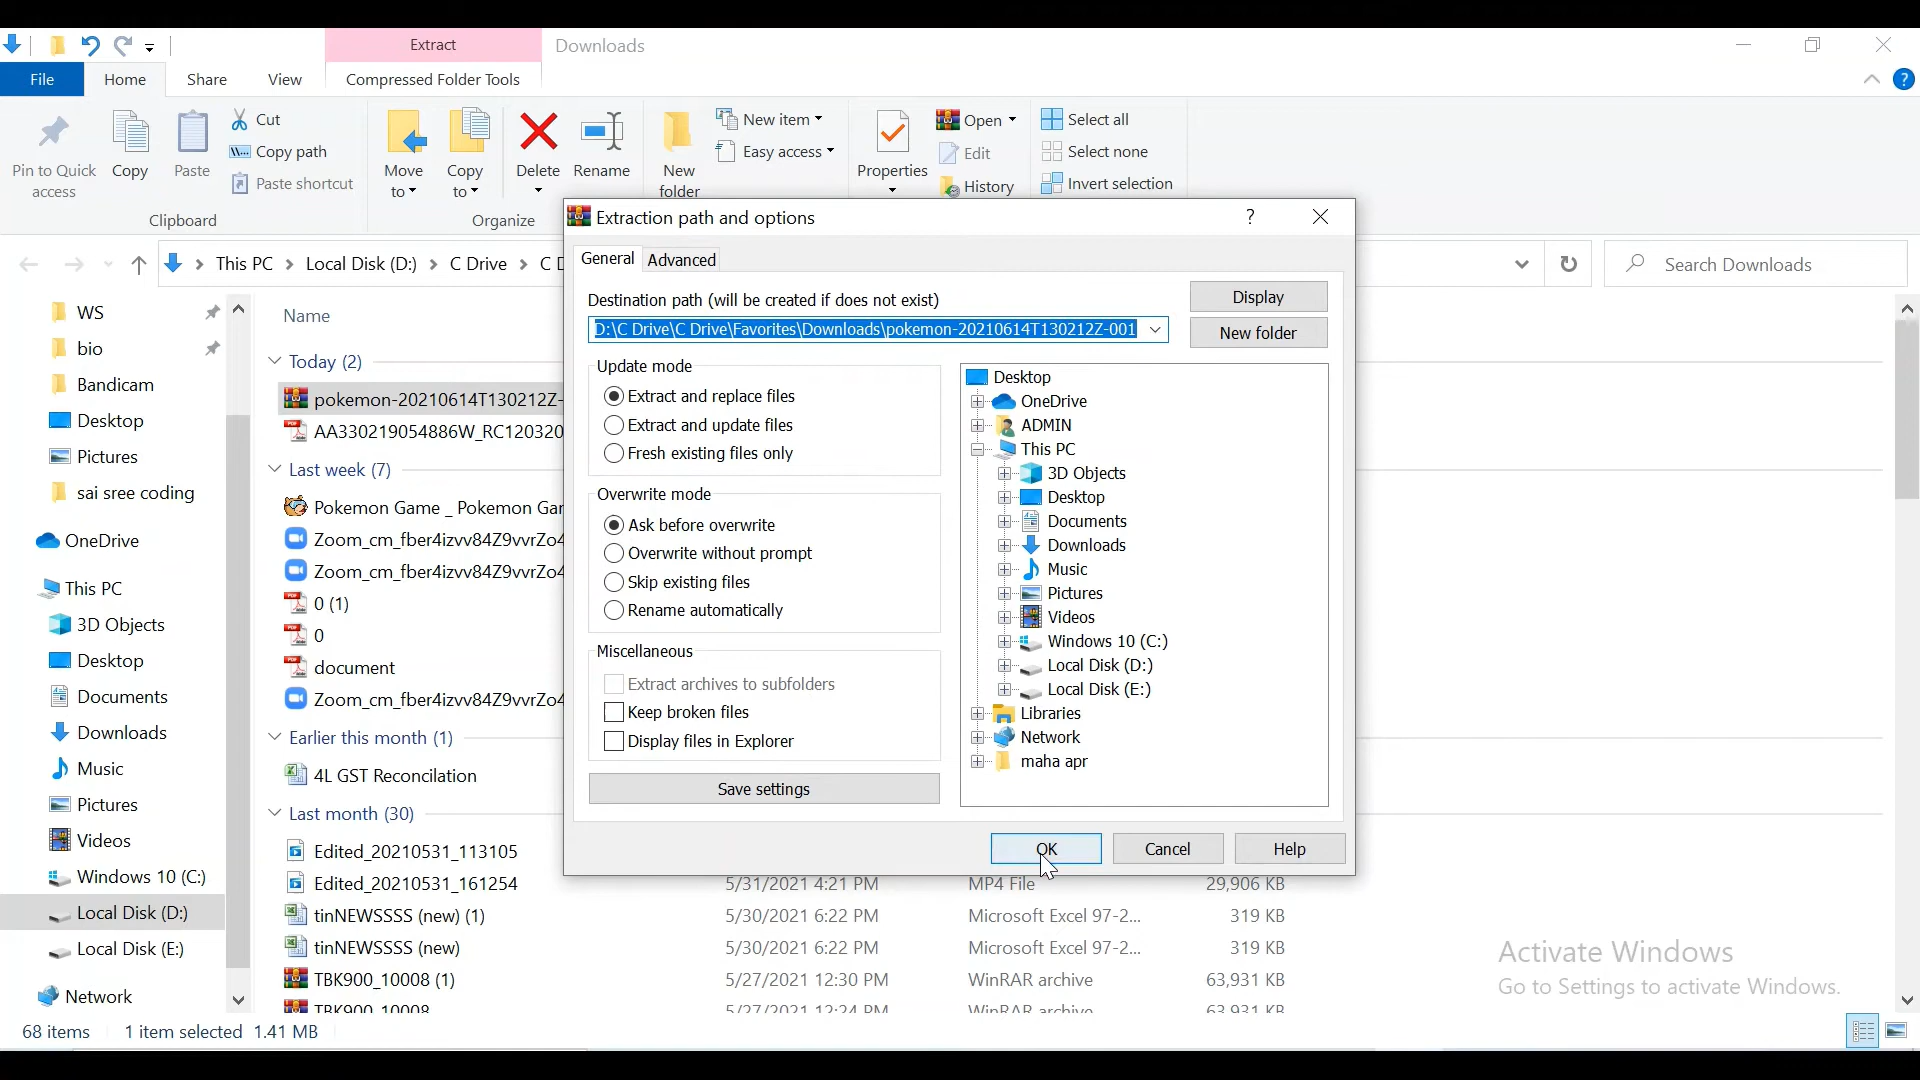 Extract
Downloads
File
Home
Share
View
Compressed Folder Tools
Pin to Quick access
Copy
Paste
Cut
Copy path
Paste shortcut
Clipboard
Move to
Copy to
Delete
Rename
Organize
New folder
New item
Easy access
Properties
Open
Edit
History
Select all
Select none
Invert selection
This PC > Local Disk (D:) > C Drive > C D
Search Downloads
WS
bio
Bandicam
Desktop
Pictures
sai sree coding
OneDrive
This PC
3D Objects
Desktop
Documents
Downloads
Music
Pictures
Videos
Windows 10 (C:)
Local Disk (D:)
Local Disk (E:)
Network
Name
Today (2)
pokemon-20210614T130212Z-
AA330219054886W_RC120320
Last week (7)
Pokemon Game _ Pokemon Gar
Zoom_cm_fber4izvv84Z9vvrZo4
Zoom_cm_fber4izvv84Z9vvrZo4
0 (1)
0
document
Zoom_cm_fber4izvv84Z9vvrZo4
Earlier this month (1)
4L GST Reconcilation
Last month (30)
Edited_20210531_113105
Edited_20210531_161254 5/31/2021 4:21 PM MP4 File 29,906 KB
tinNEWSSSS (new) (1) 5/30/2021 6:22 PM Microsoft Excel 97-2... 319 KB
tinNEWSSSS (new) 5/30/2021 6:22 PM Microsoft Excel 97-2... 319 KB
TBK900_10008 (1) 5/27/2021 12:30 PM WinRAR archive 63,931 KB
TBK900_10008 5/27/2021 12:24 PM WinRAR archive 63,931 KB
Extraction path and options
?
General
Advanced
Destination path (will be created if does not exist)
D:\C Drive\C Drive\Favorites\Downloads\pokemon-20210614T130212Z-001
Display
New folder
Update mode
Extract and replace files
Extract and update files
Fresh existing files only
Overwrite mode
Ask before overwrite
Overwrite without prompt
Skip existing files
Rename automatically
Miscellaneous
Extract archives to subfolders
Keep broken files
Display files in Explorer
Save settings
Desktop
OneDrive
ADMIN
This PC
3D Objects
Desktop
Documents
Downloads
Music
Pictures
Videos
Windows 10 (C:)
Local Disk (D:)
Local Disk (E:)
Libraries
Network
maha apr
OK
Cancel
Help
Activate Windows
Go to Settings to activate Windows.
68 items 1 item selected 1.41 MB